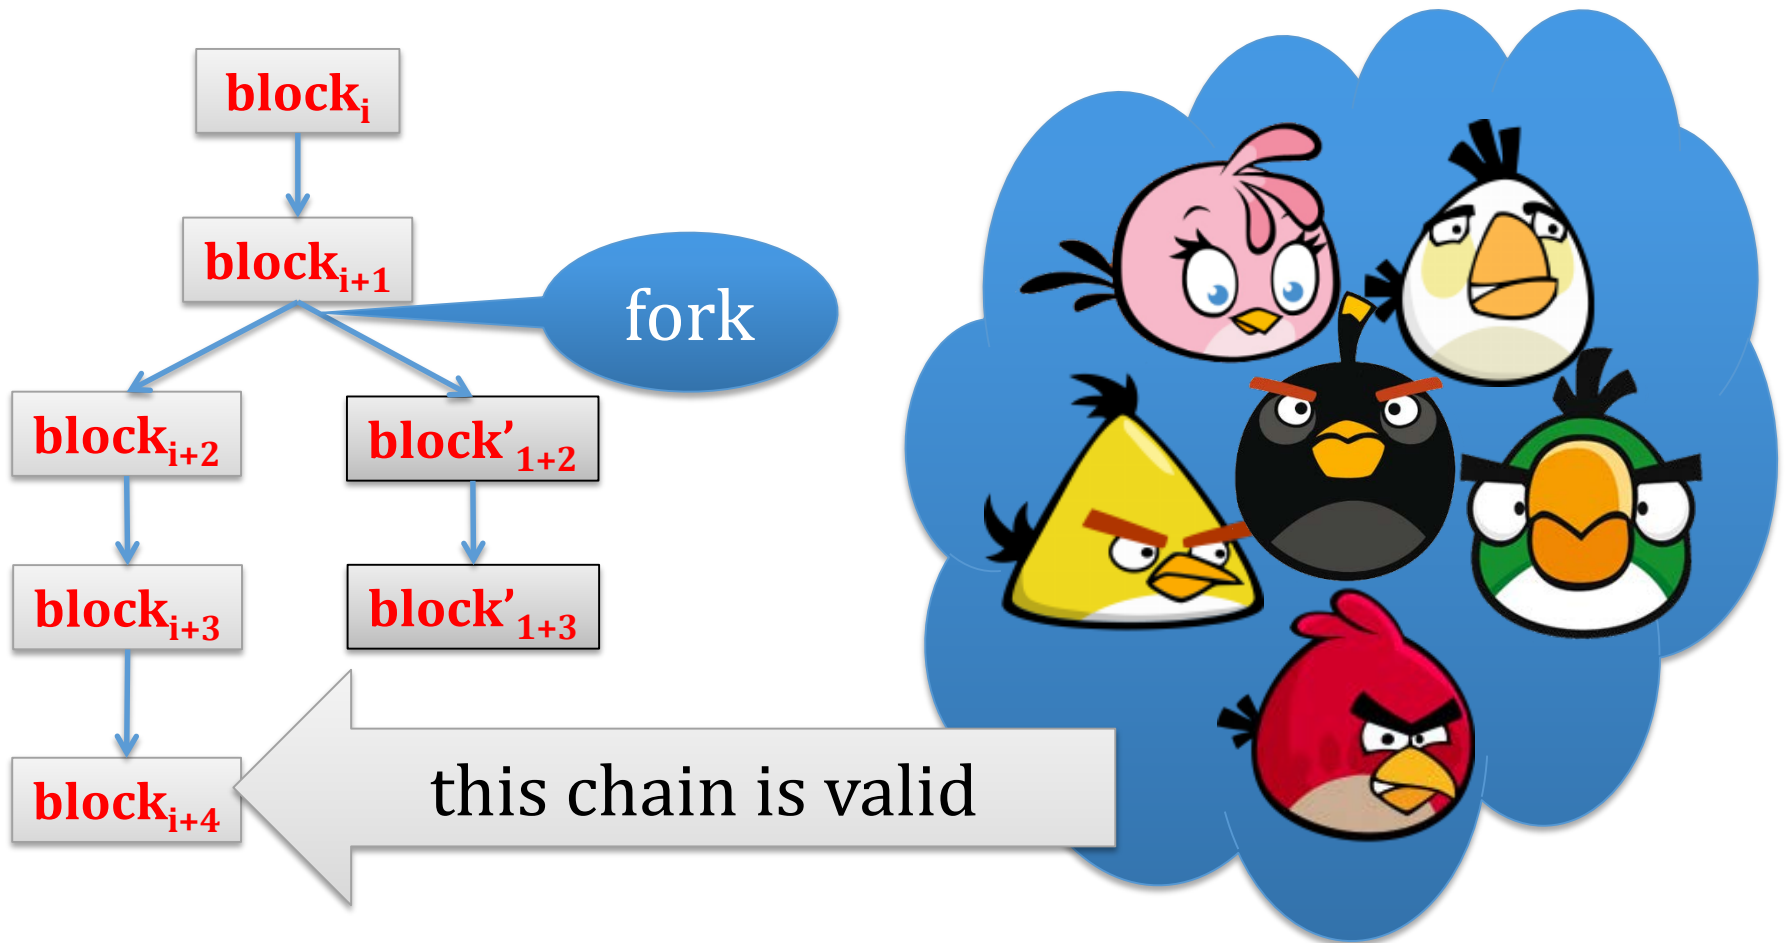 block_i
block_i+1
fork
block_i+2
block’_1+2
block_i+3
block’_1+3
this chain is valid
block_i+4